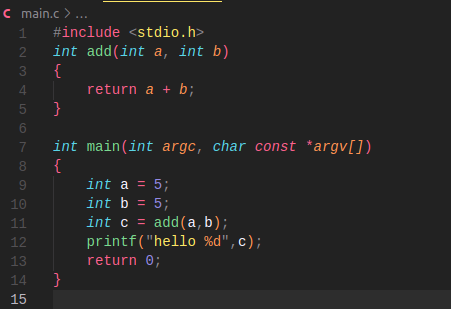 C main.c > ...
1 #include <stdio.h>
2 int add(int a, int b)
3 {
4     return a + b;
5 }
6
7 int main(int argc, char const *argv[])
8 {
9     int a = 5;
10     int b = 5;
11     int c = add(a,b);
12     printf("hello %d",c);
13     return 0;
14 }
15